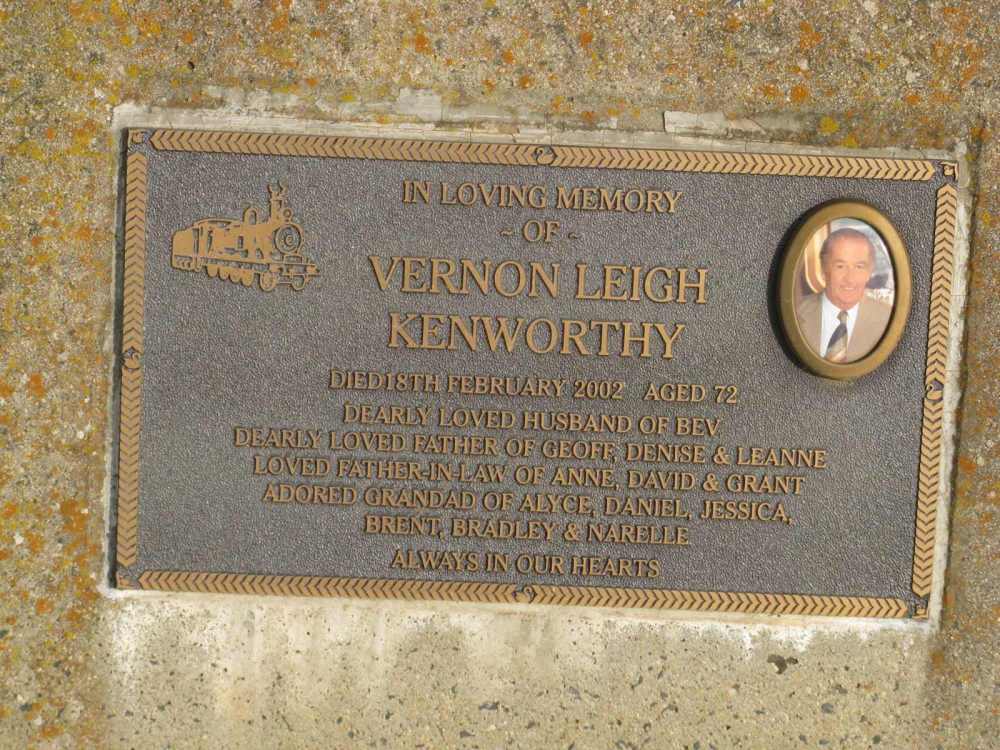 IN LOVING MEMORY
~ OF ~
VERNON LEIGH
KENWORTHY
DIED18TH FEBRUARY 2002 AGED 72
DEARLY LOVED HUSBAND OF BEV
DEARLY LOVED FATHER OF GEOFF, DENISE & LEANNE
LOVED FATHER-IN-LAW OF ANNE, DAVID & GRANT
ADORED GRANDAD OF ALYCE, DANIEL, JESSICA,
BRENT, BRADLEY & NARELLE
ALWAYS IN OUR HEARTS